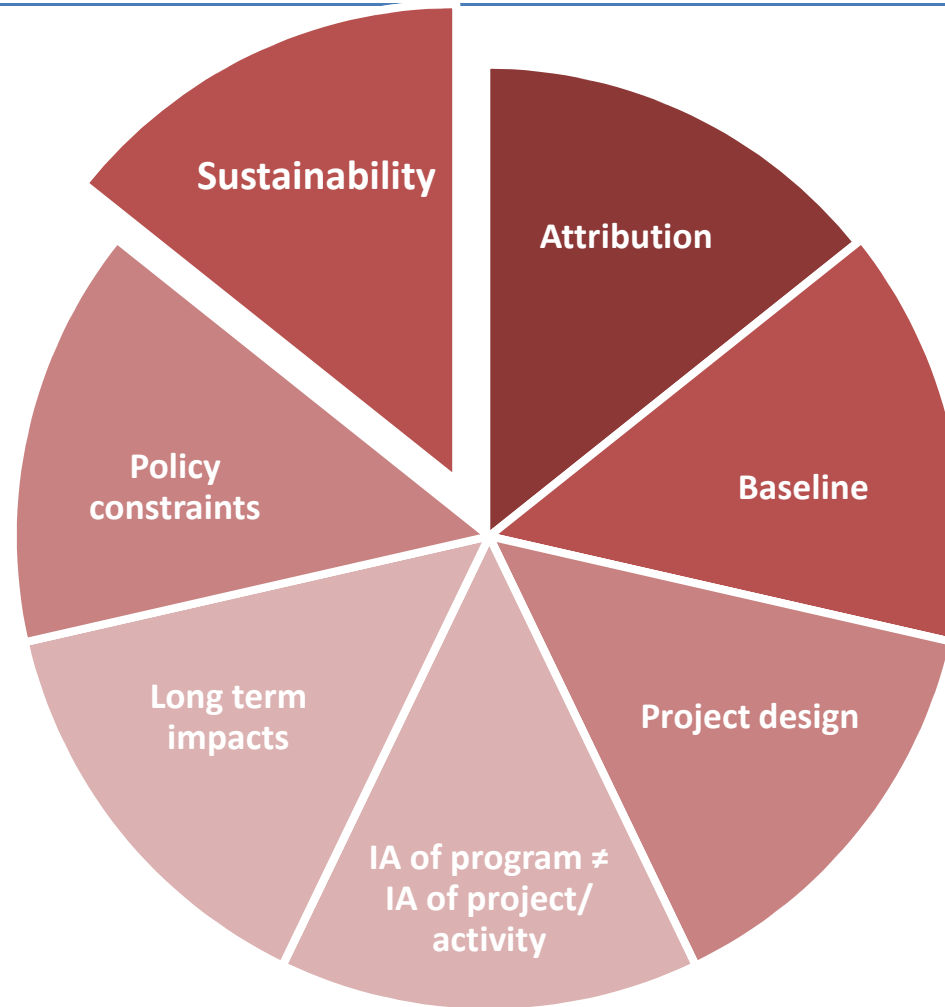 Sustainability
Attribution
Baseline
Project design
IA of program ≠
IA of project/
activity
Long term
impacts
Policy
constraints